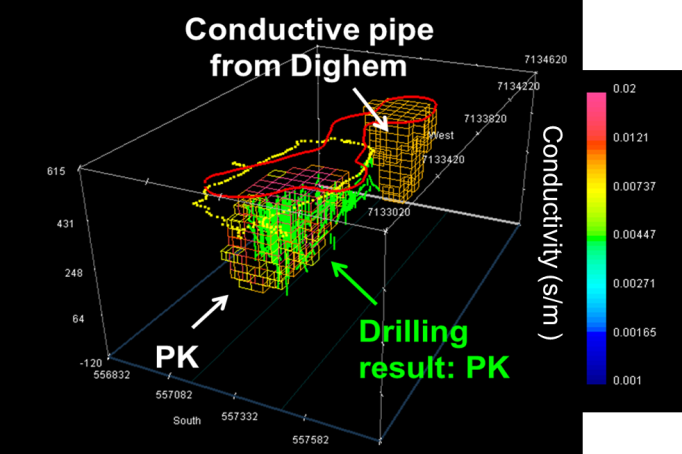 Conductive pipe
from Dighem
7134620
7134220
7133820
West
7133420
7133020
615
431
248
64
-120
556832
557082
South
557332
557582
PK
Drilling
result: PK
0.02
0.0121
0.00737
0.00447
0.00271
0.00165
0.001
Conductivity (s/m )